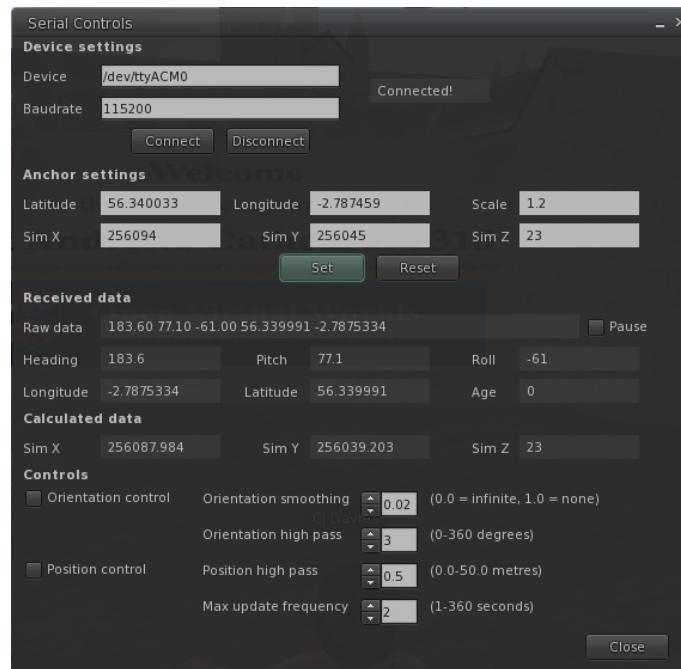 Serial Controls
Device settings
Device /dev/ttyACM0 Connected!
Baudrate 115200
Connect Disconnect
Anchor settings
Latitude 56.340033 Longitude -2.787459 Scale 1.2
Sim X 256094 Sim Y 256045 Sim Z 23
Set Reset
Received data
Raw data 183.60 77.10 -61.00 56.339991 -2.7875334 Pause
Heading 183.6 Pitch 77.1 Roll -61
Longitude -2.7875334 Latitude 56.339991 Age 0
Calculated data
Sim X 256087.984 Sim Y 256039.203 Sim Z 23
Controls
Orientation control Orientation smoothing 0.02 (0.0 = infinite, 1.0 = none)
CJ Davies
Orientation high pass 3 (0-360 degrees)
Position control Position high pass 0.5 (0.0-50.0 metres)
Max update frequency 2 (1-360 seconds)
Close